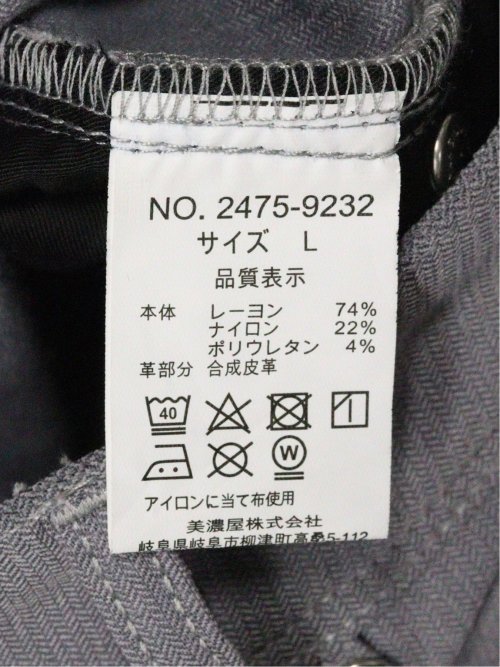 NO. 2475-9232
サイズ L
品質表示
本体 レーヨン 74%
ナイロン 22%
ポリウレタン 4%
革部分 合成皮革
40
W
アイロンに当て布使用
美濃屋株式会社
岐阜県岐阜市柳津町高桑5-112